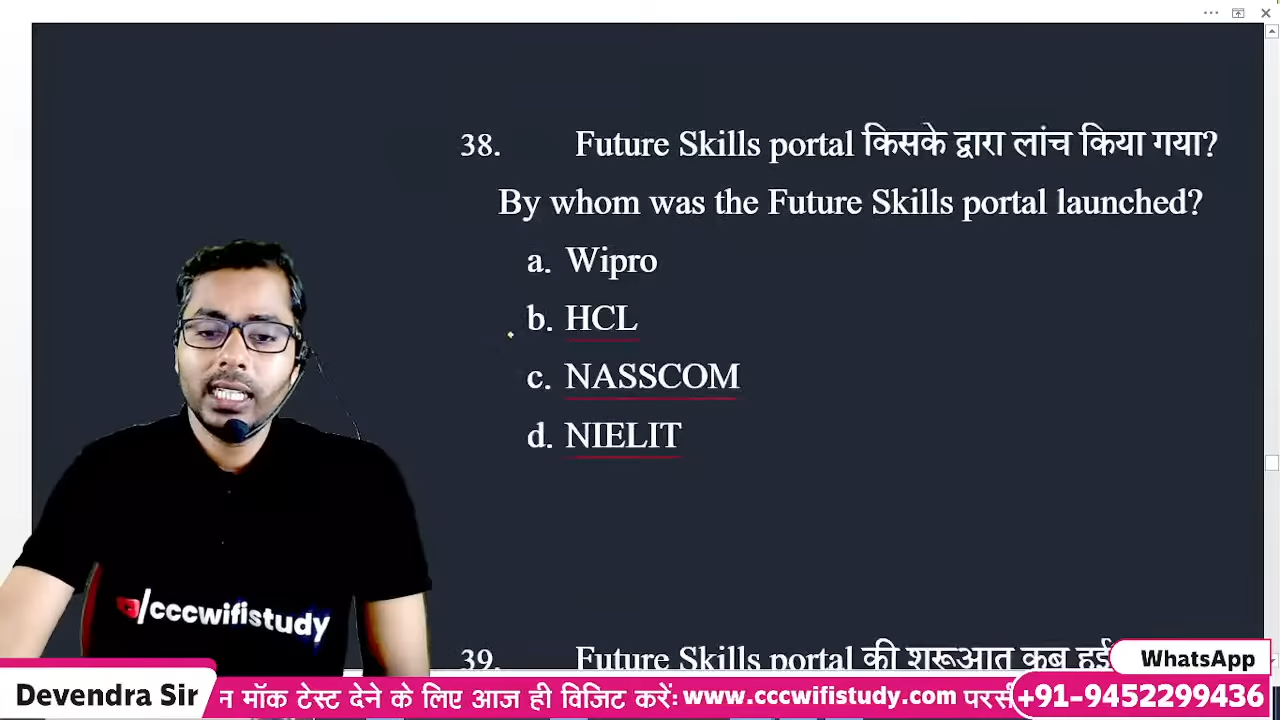 38. Future Skills portal किसके द्वारा लांच किया गया?
By whom was the Future Skills portal launched?
a. Wipro
b. HCL
c. NASSCOM
d. NIELIT
/cccwifistudy
39. Future Skills portal की शुरूआत कब हुई
WhatsApp
Devendra Sir
न मॉक टेस्ट देने के लिए आज ही विजिट करें: www.cccwifistudy.com
+91-9452299436